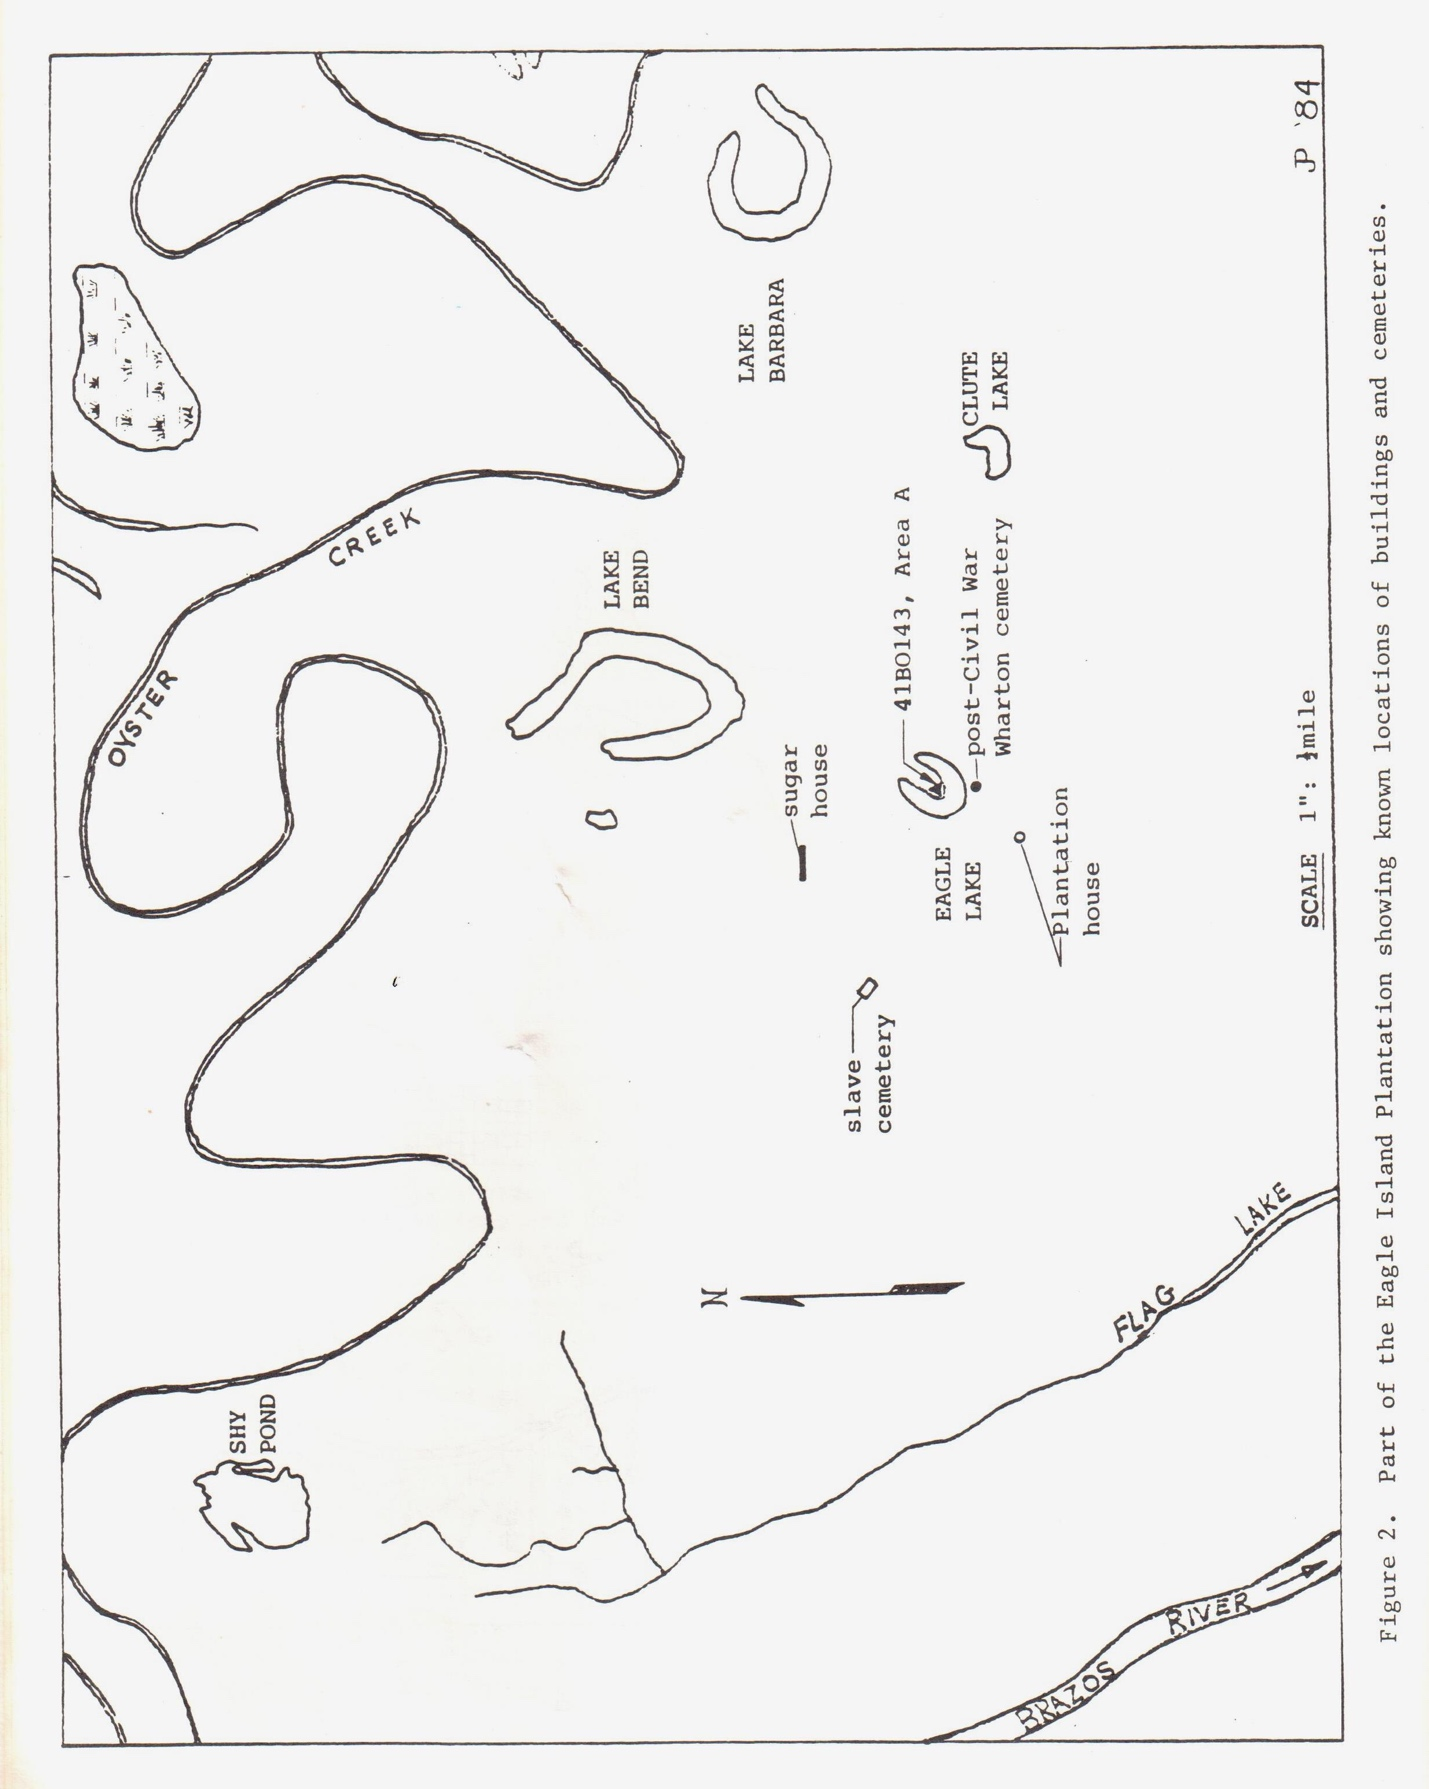 OYSTER
CREEK
SHY
POND
LAKE
BEND
LAKE
BARBARA
N
sugar
house
slave
cemetery
41BO143, Area A
EAGLE
LAKE
post-Civil War
Wharton cemetery
CLUTE
LAKE
Plantation
house
FLAG LAKE
BRAZOS RIVER
SCALE 1": ½mile
JP '84
Figure 2. Part of the Eagle Island Plantation showing known locations of buildings and cemeteries.